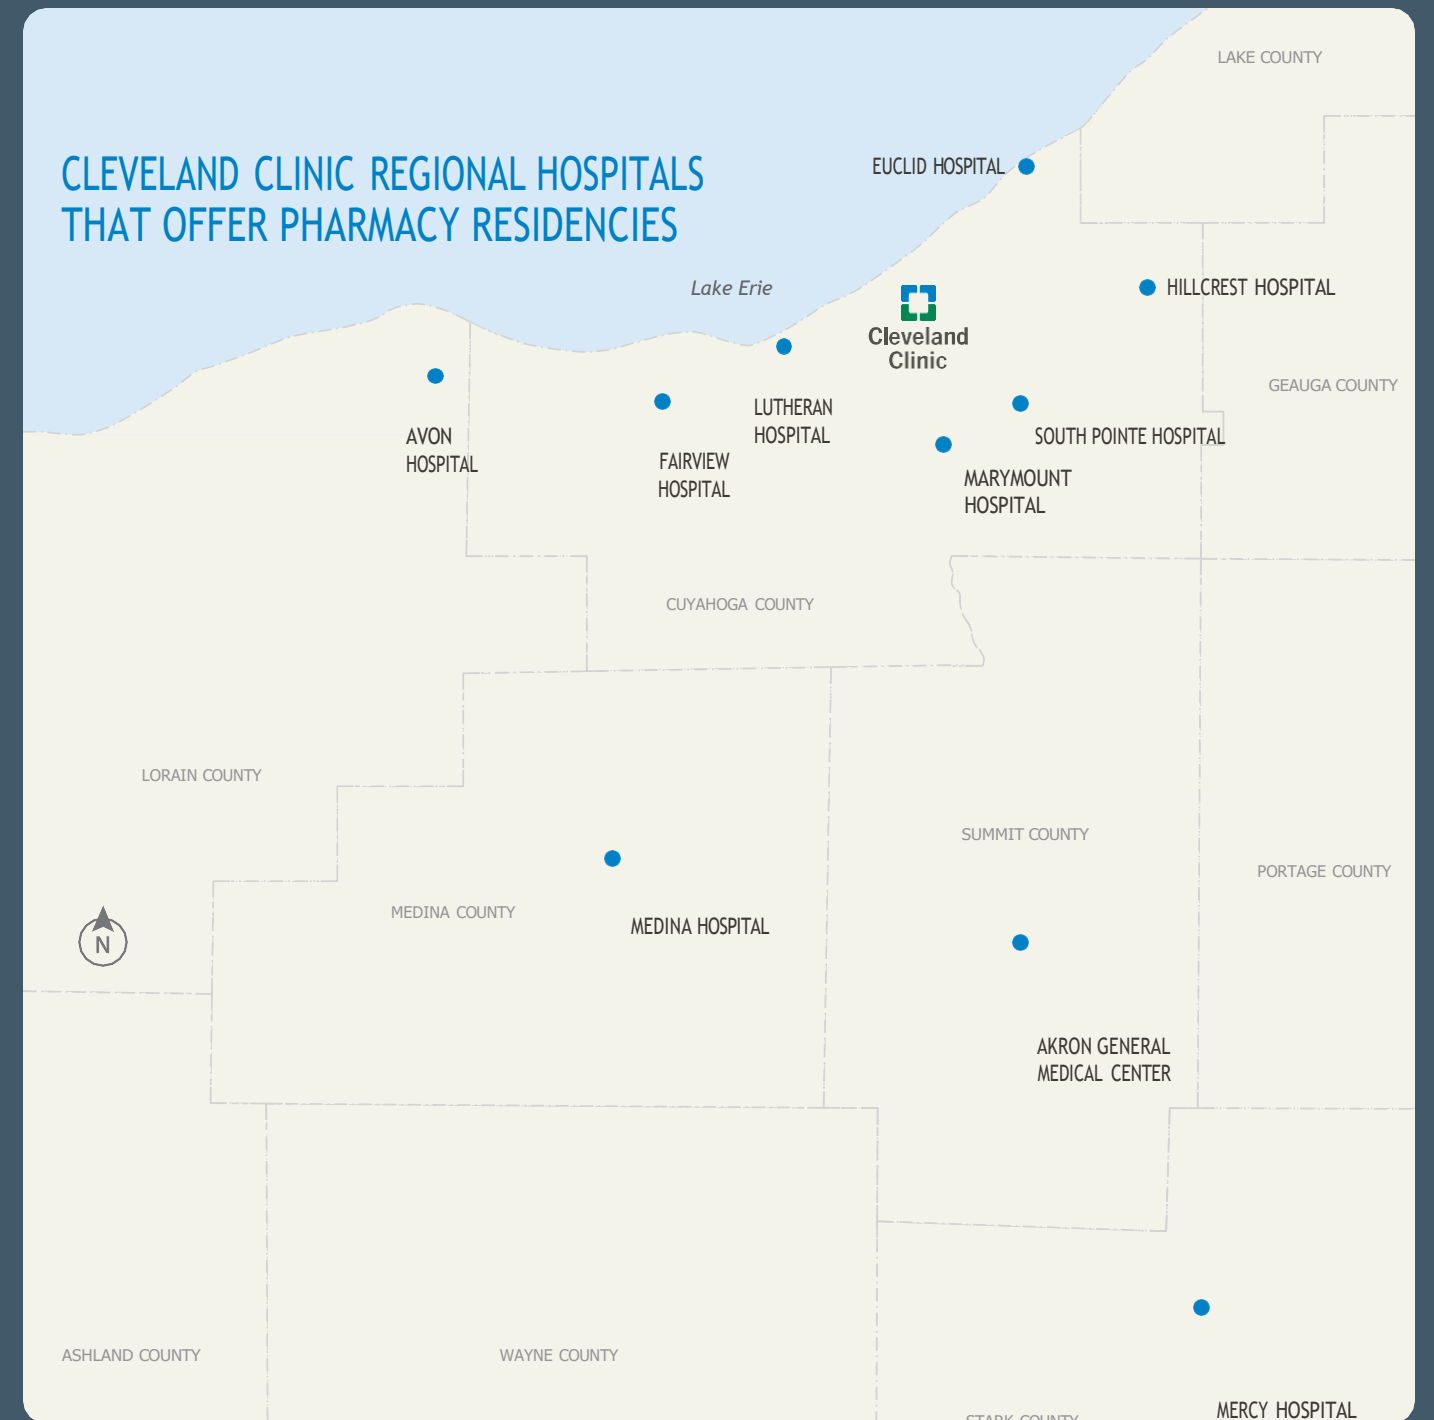 LAKE COUNTY
CLEVELAND CLINIC REGIONAL HOSPITALS
THAT OFFER PHARMACY RESIDENCIES
EUCLID HOSPITAL
Lake Erie
HILLCREST HOSPITAL
Cleveland
Clinic
GEAUGA COUNTY
LUTHERAN
HOSPITAL
AVON
HOSPITAL
SOUTH POINTE HOSPITAL
FAIRVIEW
HOSPITAL
MARYMOUNT
HOSPITAL
CUYAHOGA COUNTY
LORAIN COUNTY
SUMMIT COUNTY
PORTAGE COUNTY
MEDINA COUNTY
MEDINA HOSPITAL
N
AKRON GENERAL
MEDICAL CENTER
ASHLAND COUNTY
WAYNE COUNTY
MERCY HOSPITAL
STARK COUNTY